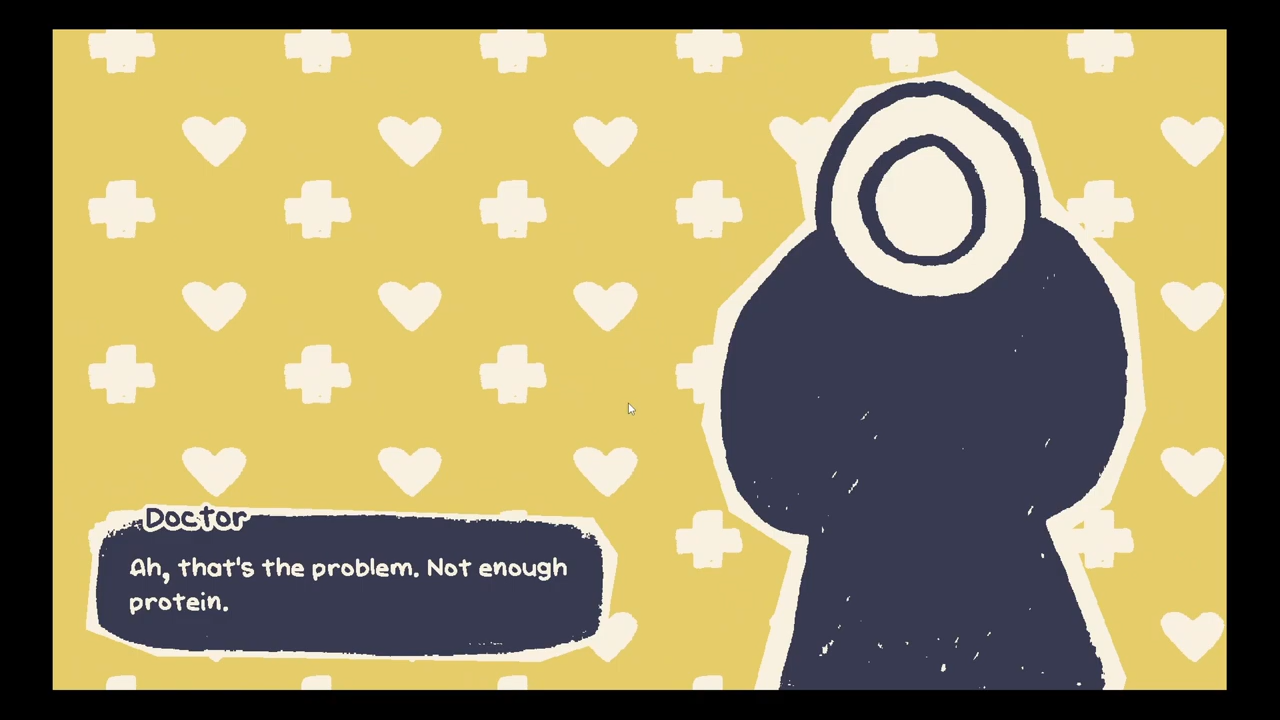 Doctor
Ah, that's the problem. Not enough
protein.